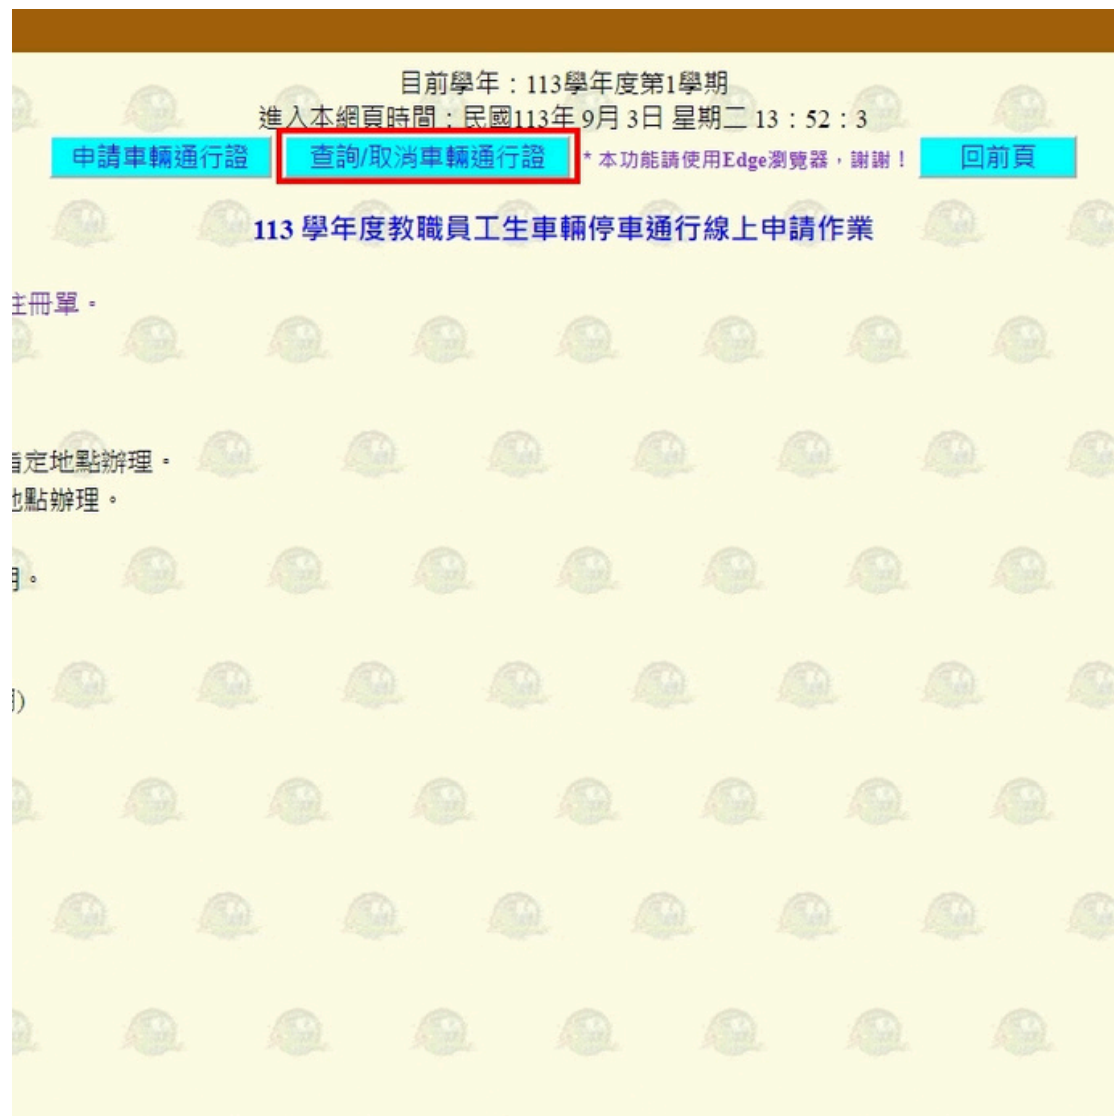 目前學年：113學年度第1學期
進入本網頁時間：民國113年 9月 3日 星期二 13：52：3
申請車輛通行證 查詢/取消車輛通行證 * 本功能請使用Edge瀏覽器，謝謝！ 回前頁
113 學年度教職員工生車輛停車通行線上申請作業
註冊單。
指定地點辦理。
地點辦理。
。
)